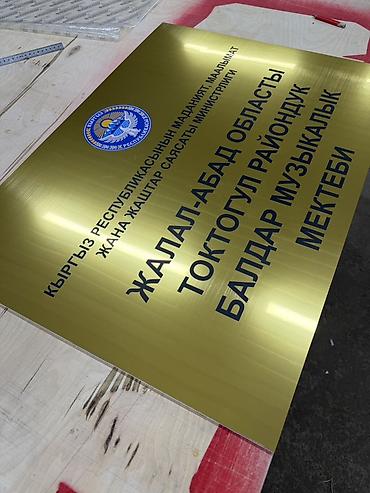 КЫРГЫЗ РЕСПУБЛИКАСЫНЫН МАДАНИЯТ, МААЛЫМАТ
ЖАНА ЖАШТАР САЯСАТЫ МИНИСТРЛИГИ
ЖАЛАЛ-АБАД ОБЛАСТЫ
ТОКТОГУЛ РАЙОНДУК
БАЛДАР МУЗЫКАЛЫК
МЕКТЕБИ